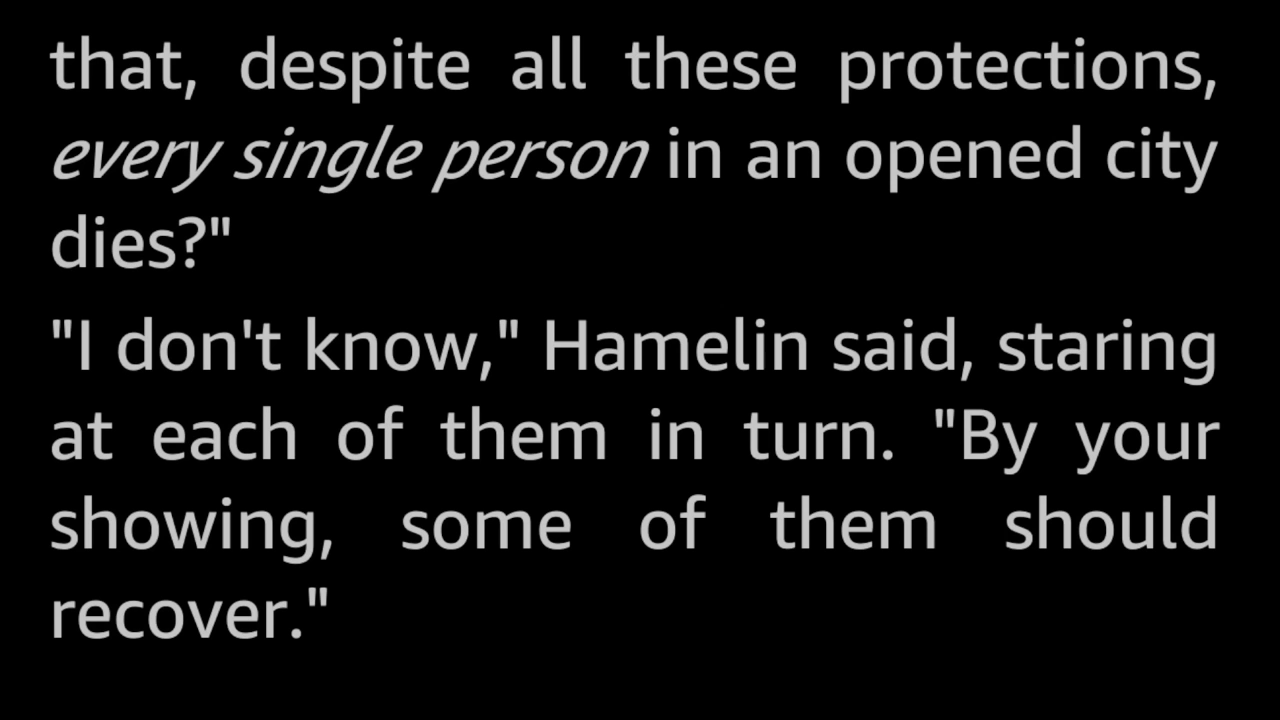 that, despite all these protections,
every single person in an opened city
dies?"
"I don't know," Hamelin said, staring
at each of them in turn. "By your
showing, some of them should
recover."